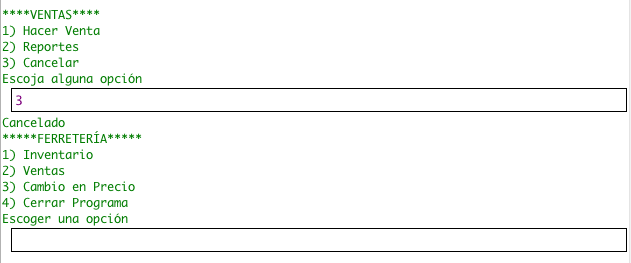 ****VENTAS****
1) Hacer Venta
2) Reportes
3) Cancelar
Escoja alguna opción
3
Cancelado
*****FERRETERÍA*****
1) Inventario
2) Ventas
3) Cambio en Precio
4) Cerrar Programa
Escoger una opción